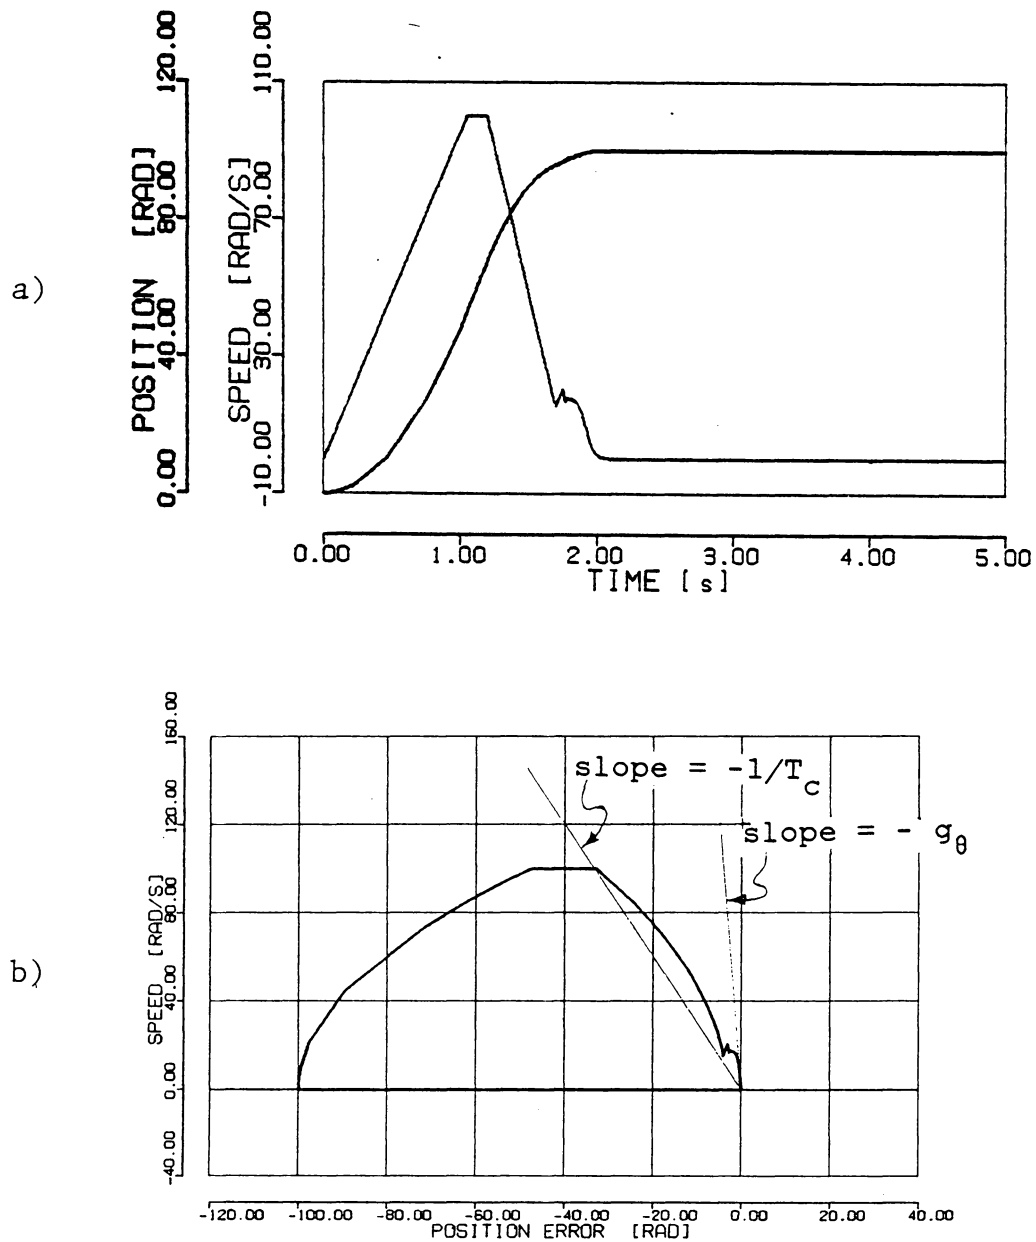 a)
POSITION [RAD]
0.00 40.00 80.00 120.00
SPEED [RAD/S]
-10.00 30.00 70.00 110.00
0.00 1.00 2.00 3.00 4.00 5.00
TIME [s]
b)
SPEED [RAD/S]
-40.00 0.00 40.00 80.00 120.00 160.00
slope = -1/Tc
slope = - gθ
-120.00 -100.00 -80.00 -60.00 -40.00 -20.00 0.00 20.00 40.00
POSITION ERROR [RAD]